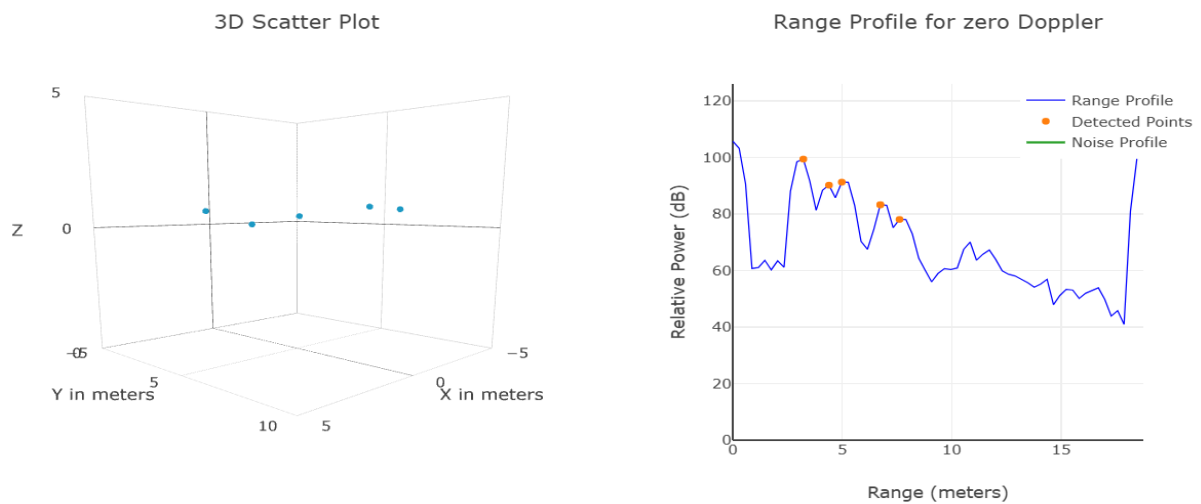 3D Scatter Plot
5
0
Z
5
0
−5
−5
0
Y in meters
5
10
X in meters
Range Profile for zero Doppler
Range Profile
Detected Points
Noise Profile
120
100
80
60
40
20
0
Relative Power (dB)
0
5
10
15
Range (meters)